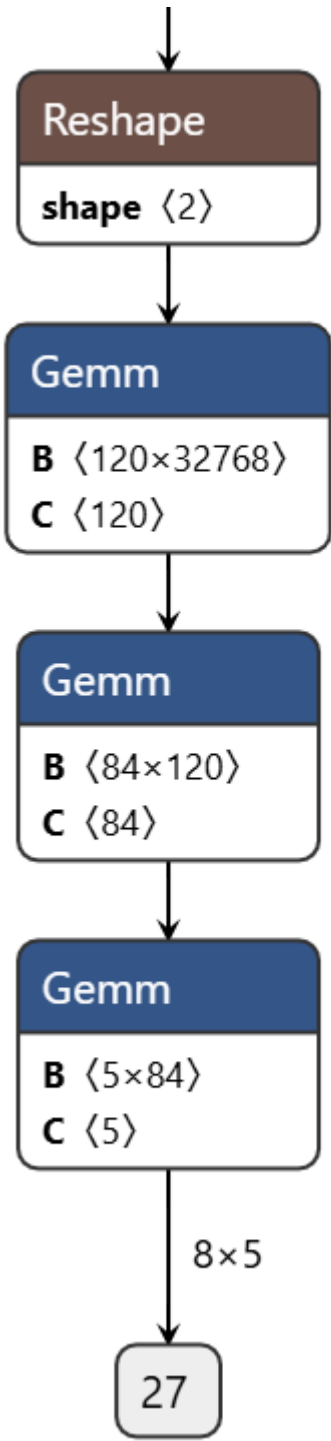 Reshape
shape 〈2〉
Gemm
B 〈120×32768〉
C 〈120〉
Gemm
B 〈84×120〉
C 〈84〉
Gemm
B 〈5×84〉
C 〈5〉
8×5
27